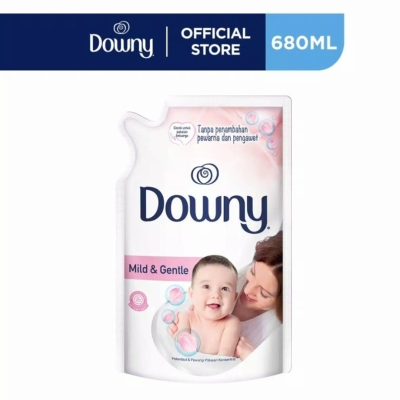 Downy
OFFICIAL
STORE
680ML
Tanpa penambahan
pewarna dan pengawet
Downy
Mild & Gentle